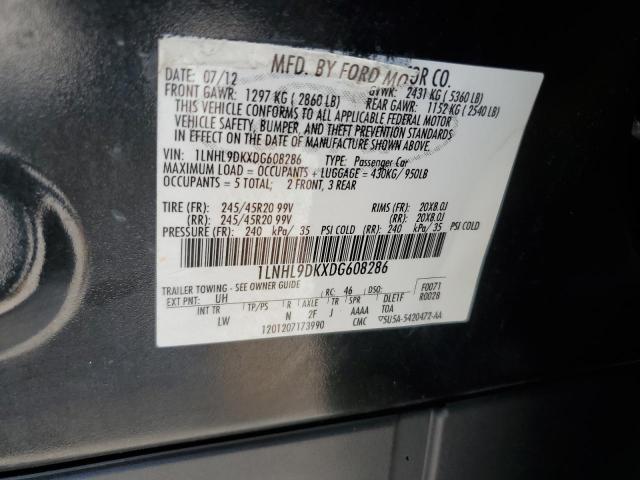 MFD. BY FORD MOTOR CO.
DATE: 07/12 GVWR: 2431 KG ( 5360 LB)
FRONT GAWR: 1297 KG ( 2860 LB) REAR GAWR: 1152 KG ( 2540 LB)
THIS VEHICLE CONFORMS TO ALL APPLICABLE FEDERAL MOTOR
VEHICLE SAFETY, BUMPER, AND THEFT PREVENTION STANDARDS
IN EFFECT ON THE DATE OF MANUFACTURE SHOWN ABOVE.
VIN: 1LNHL9DKXDG608286 TYPE: Passenger Car
MAXIMUM LOAD = OCCUPANTS + LUGGAGE = 430KG/ 950LB
OCCUPANTS = 5 TOTAL; 2 FRONT, 3 REAR
TIRE (FR): 245/45R20 99V RIMS (FR): 20X8.0J
(RR): 245/45R20 99V (RR): 20X8.0J
PRESSURE (FR): 240 kPa/ 35 PSI COLD (RR): 240 kPa/ 35 PSI COLD
1LNHL9DKXDG608286
TRAILER TOWING - SEE OWNER GUIDE F0071
EXT PNT: UH RC: 46 DSO: R0028
INT TR TP/PS R AXLE TR SPR DLE1F
LW N 2F J AAAA TOA
1201207173990 CMC ▽5U5A-5420472-AA